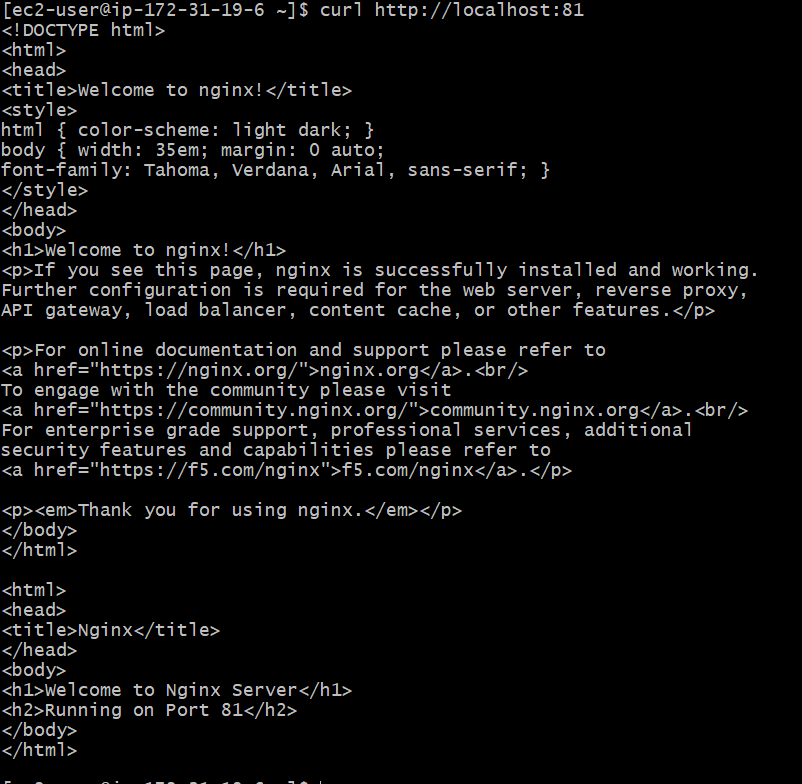 [ec2-user@ip-172-31-19-6 ~]$ curl http://localhost:81
<!DOCTYPE html>
<html>
<head>
<title>Welcome to nginx!</title>
<style>
html { color-scheme: light dark; }
body { width: 35em; margin: 0 auto;
font-family: Tahoma, Verdana, Arial, sans-serif; }
</style>
</head>
<body>
<h1>Welcome to nginx!</h1>
<p>If you see this page, nginx is successfully installed and working.
Further configuration is required for the web server, reverse proxy,
API gateway, load balancer, content cache, or other features.</p>

<p>For online documentation and support please refer to
<a href="https://nginx.org/">nginx.org</a>.<br/>
To engage with the community please visit
<a href="https://community.nginx.org/">community.nginx.org</a>.<br/>
For enterprise grade support, professional services, additional
security features and capabilities please refer to
<a href="https://f5.com/nginx">f5.com/nginx</a>.</p>

<p><em>Thank you for using nginx.</em></p>
</body>
</html>

<html>
<head>
<title>Nginx</title>
</head>
<body>
<h1>Welcome to Nginx Server</h1>
<h2>Running on Port 81</h2>
</body>
</html>

[ec2-user@ip-172-31-19-6 ~]$